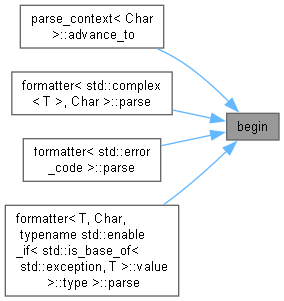 parse_context< Char
>::advance_to
formatter< std::complex
< T >, Char >::parse
begin
formatter< std::error
_code >::parse
formatter< T, Char,
typename std::enable
_if< std::is_base_of<
std::exception, T >::value
>::type >::parse